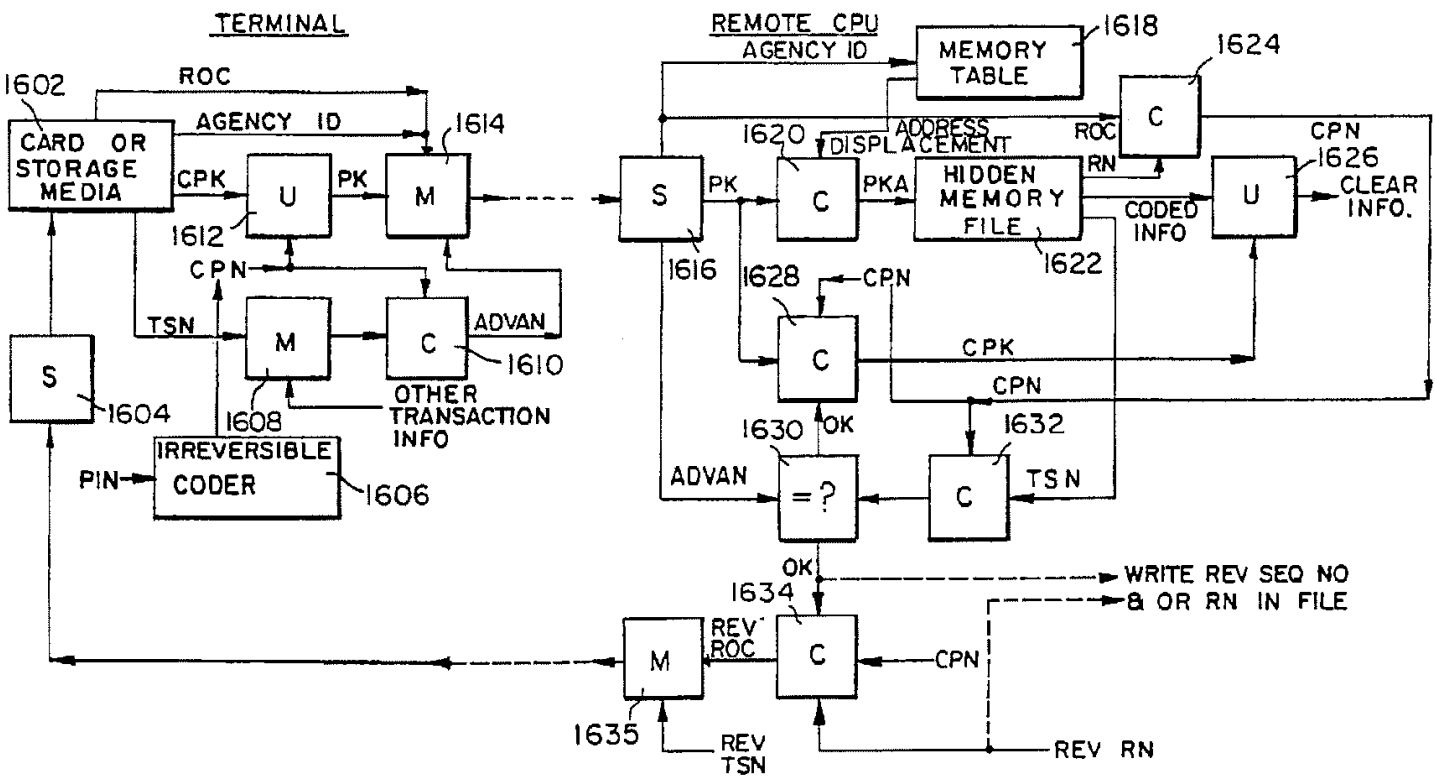 TERMINAL
REMOTE CPU
AGENCY ID
MEMORY
TABLE
1618
1624
1602
ROC
AGENCY ID
CARD OR
STORAGE
MEDIA
CPK
U
1612
PK
1614
M
S
1616
PK
1620
C
ADDRESS
DISPLACEMENT
PKA
HIDDEN
MEMORY
FILE
1622
ROC
RN
C
CPN
1626
U
CODED
INFO
CLEAR
INFO.
CPN
TSN
M
1608
C
1610
ADVAN
OTHER
TRANSACTION
INFO
S
1604
PIN
IRREVERSIBLE
CODER
1606
1628
CPN
C
CPK
CPN
OK
1630
= ?
ADVAN
1632
C
TSN
OK
WRITE REV SEQ NO
& OR RN IN FILE
1634
C
REV
ROC
M
1635
CPN
REV
TSN
REV RN